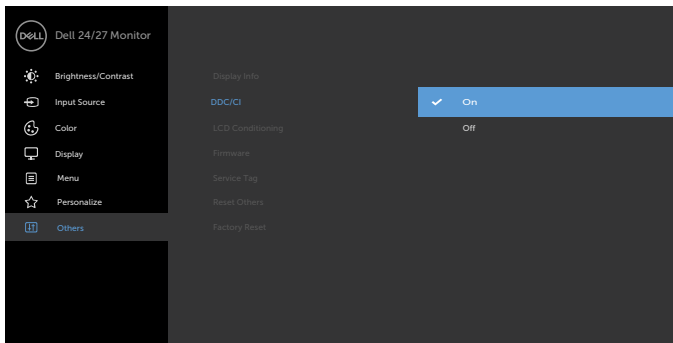 DELL Dell 24/27 Monitor
Brightness/Contrast
Display Info
Input Source
DDC/CI
On
Color
LCD Conditioning
Off
Display
Firmware
Menu
Service Tag
Personalize
Reset Others
Others
Factory Reset